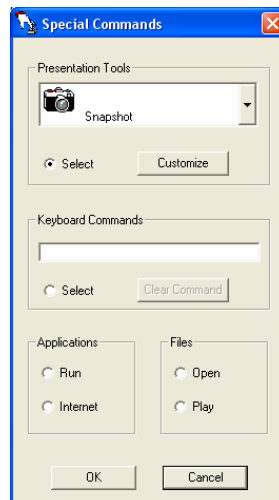 Special Commands
Presentation Tools
Snapshot
Select
Customize
Keyboard Commands
Select
Clear Command
Applications
Files
Run
Open
Internet
Play
OK
Cancel